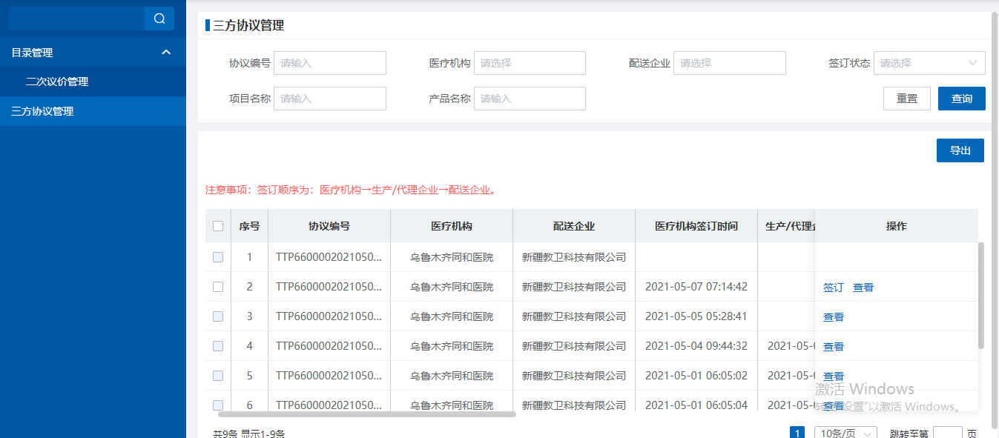 目录管理
二次议价管理
三方协议管理
三方协议管理
协议编号 请输入 医疗机构 请选择 配送企业 请选择 签订状态 请选择
项目名称 请输入 产品名称 请输入 重置 查询
导出
注意事项：签订顺序为：医疗机构→生产/代理企业→配送企业。
序号 协议编号 医疗机构 配送企业 医疗机构签订时间 生产/代理企 操作
1 TTP6600002021050... 乌鲁木齐同和医院 新疆教卫科技有限公司
2 TTP6600002021050... 乌鲁木齐同和医院 新疆教卫科技有限公司 2021-05-07 07:14:42 签订 查看
3 TTP6600002021050... 乌鲁木齐同和医院 新疆教卫科技有限公司 2021-05-05 05:28:41 查看
4 TTP6600002021050... 乌鲁木齐同和医院 新疆教卫科技有限公司 2021-05-04 09:44:32 2021-05-0 查看
5 TTP6600002021050... 乌鲁木齐同和医院 新疆教卫科技有限公司 2021-05-01 06:05:02 2021-05-0 查看
激活 Windows
6 TTP6600002021050... 乌鲁木齐同和医院 新疆教卫科技有限公司 2021-05-01 06:05:04 2021-05-0 查看
转到"设置"以激活 Windows。
共9条 显示1-9条 1 10条/页 跳转至第 页